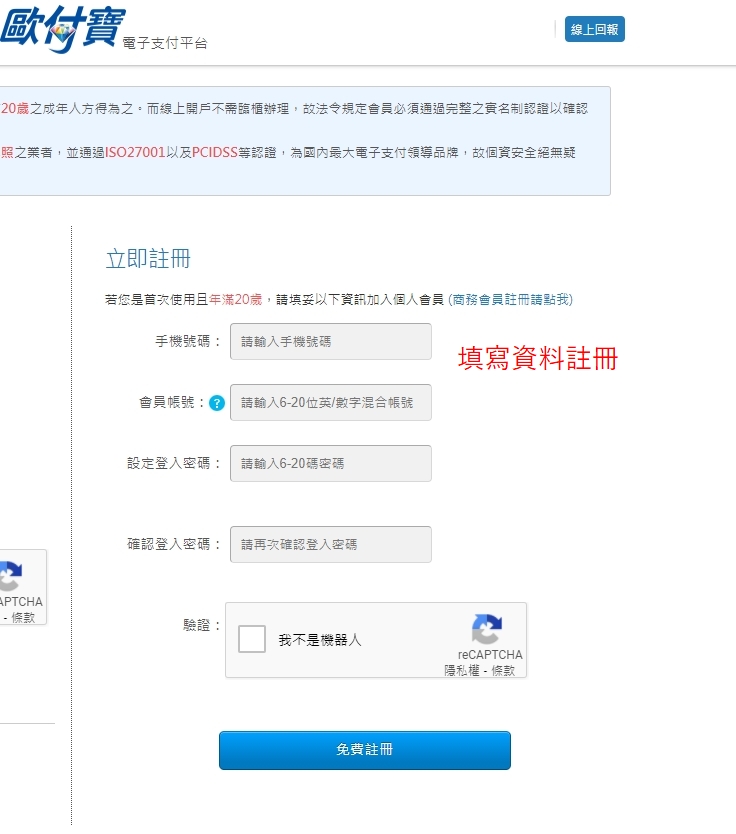 歐付寶 電子支付平台
線上回報
20歲之成年人方得為之。而線上開戶不需臨櫃辦理，故法令規定會員必須通過完整之實名制認證以確認
照之業者，並通過ISO27001以及PCIDSS等認證，為國內最大電子支付領導品牌，故個資安全絕無疑
立即註冊
若您是首次使用且年滿20歲，請填妥以下資訊加入個人會員 (商務會員註冊請點我)
手機號碼： 請輸入手機號碼
填寫資料註冊
會員帳號：? 請輸入6-20位英/數字混合帳號
設定登入密碼： 請輸入6-20碼密碼
確認登入密碼： 請再次確認登入密碼
APTCHA
- 條款
驗證： 我不是機器人
reCAPTCHA
隱私權 - 條款
免費註冊